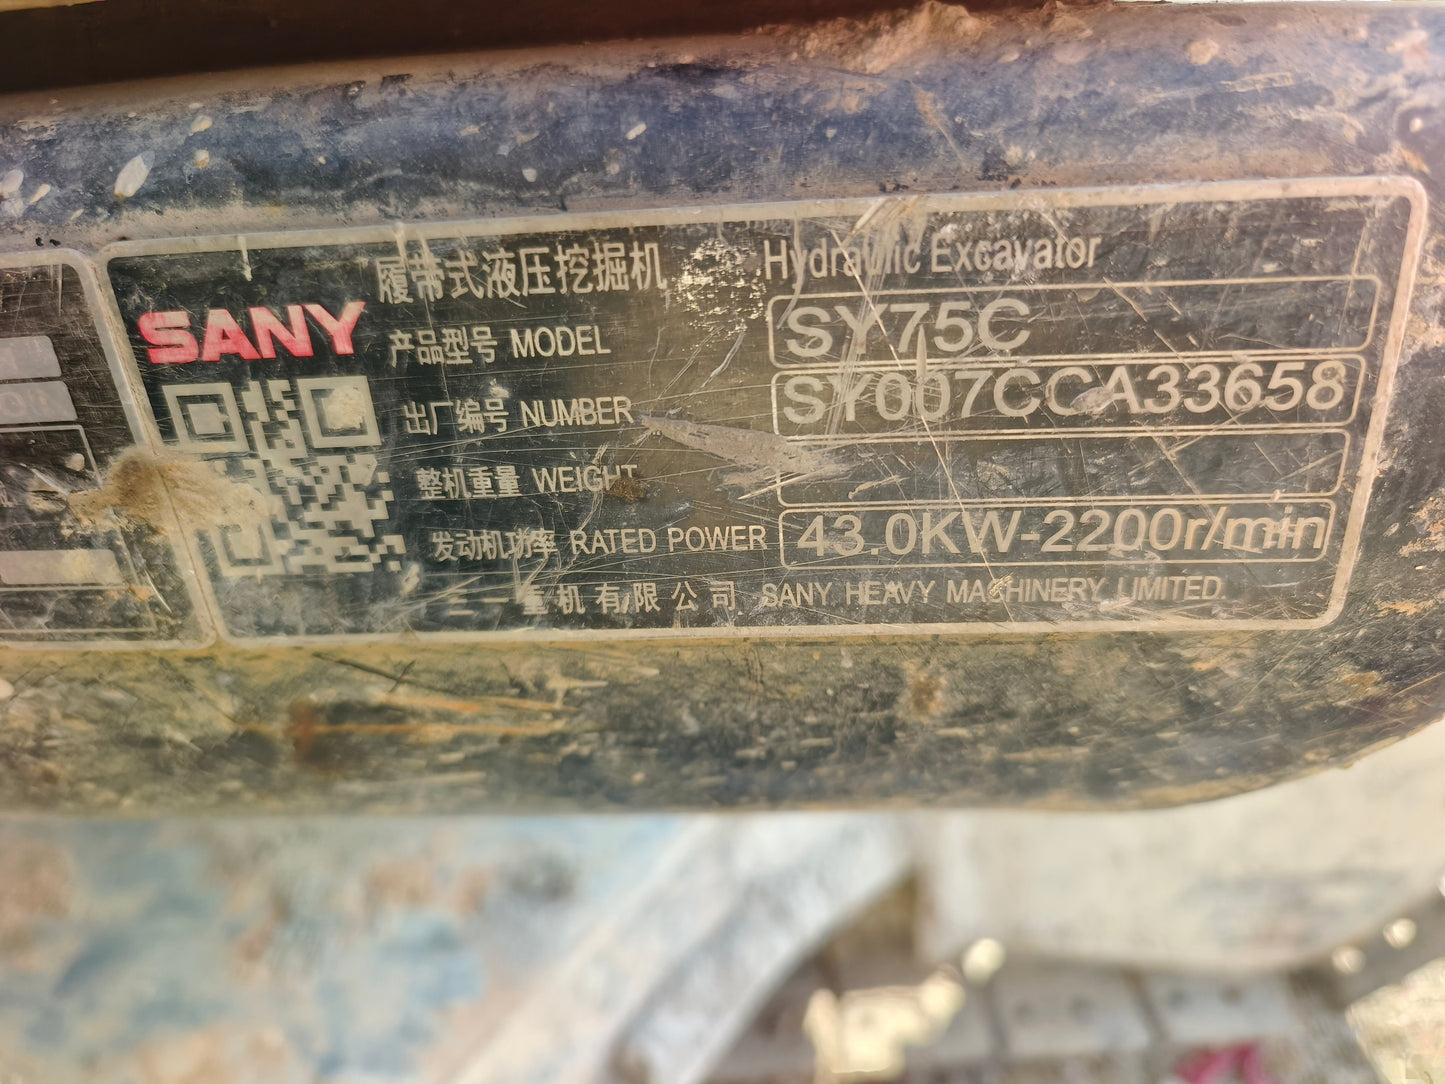 履带式液压挖掘机 Hydraulic Excavator
SANY
产品型号 MODEL SY75C
出厂编号 NUMBER SY007CCCA33658
整机重量 WEIGHT
发动机功率 RATED POWER 43.0KW-2200r/min
三一重机有限公司 SANY HEAVY MACHINERY LIMITED.